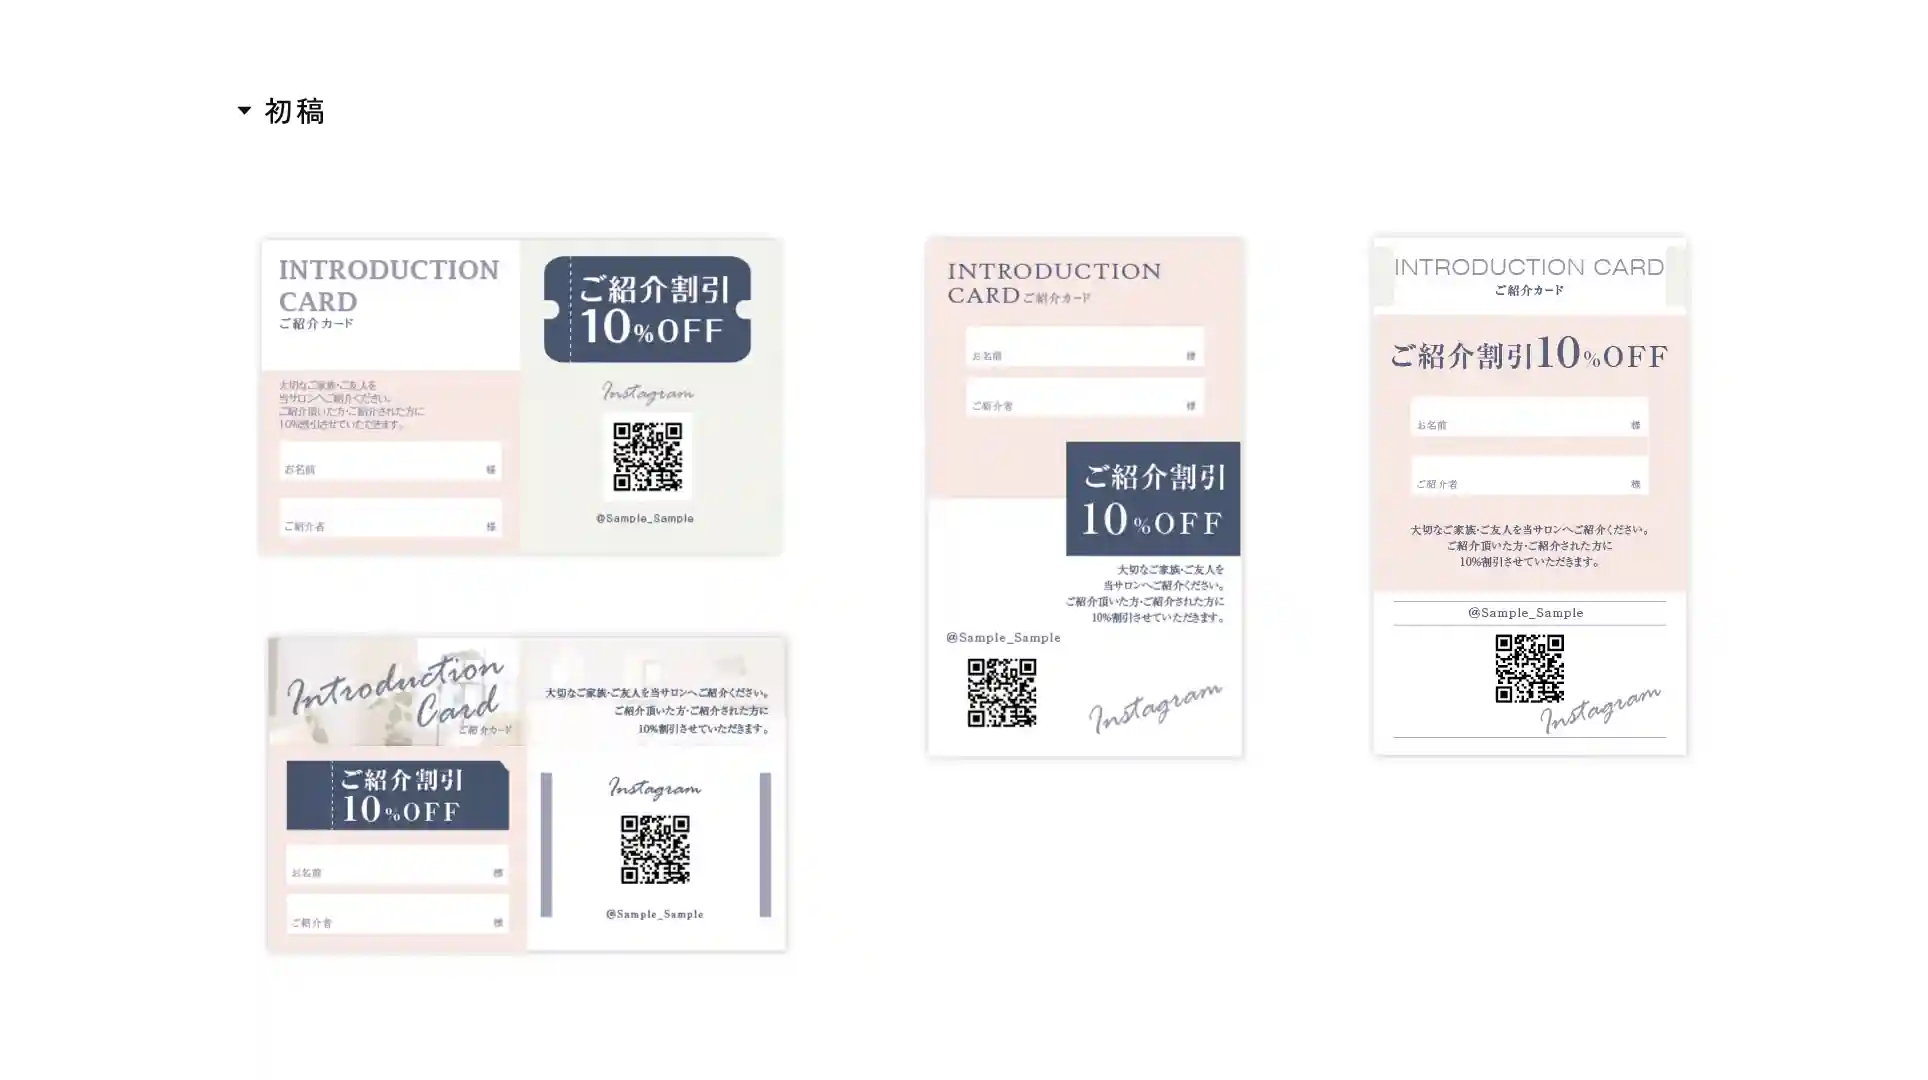 初稿
INTRODUCTION
CARD
ご紹介カード
大切なご家族・ご友人を
当サロンへご紹介ください。
ご紹介頂いた方・ご紹介された方に
10%割引させていただきます。
お名前 様
ご紹介者 様
ご紹介割引
10%OFF
Instagram
@Sample_Sample
Introduction
Card
ご紹介カード
ご紹介割引
10%OFF
お名前 様
ご紹介者 様
大切なご家族・ご友人を当サロンへご紹介ください。
ご紹介頂いた方・ご紹介された方に
10%割引させていただきます。
Instagram
@Sample_Sample
INTRODUCTION
CARDご紹介カード
お名前 様
ご紹介者 様
ご紹介割引
10%OFF
大切なご家族・ご友人を
当サロンへご紹介ください。
ご紹介頂いた方・ご紹介された方に
10%割引させていただきます。
@Sample_Sample
Instagram
INTRODUCTION CARD
ご紹介カード
ご紹介割引10%OFF
お名前 様
ご紹介者 様
大切なご家族・ご友人を当サロンへご紹介ください。
ご紹介頂いた方・ご紹介された方に
10%割引させていただきます。
@Sample_Sample
Instagram